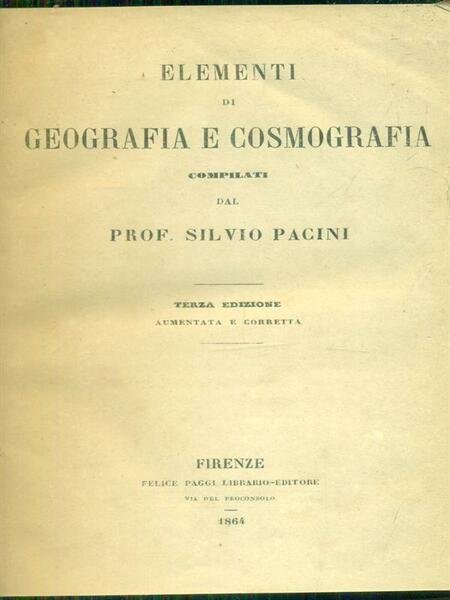 ELEMENTI
DI
GEOGRAFIA E COSMOGRAFIA
COMPILATI
DAL
PROF. SILVIO PACINI
TERZA EDIZIONE
AUMENTATA E CORRETTA
FIRENZE
FELICE PAGGI LIBRARIO-EDITORE
VIA DEL PROCONSOLO
1864